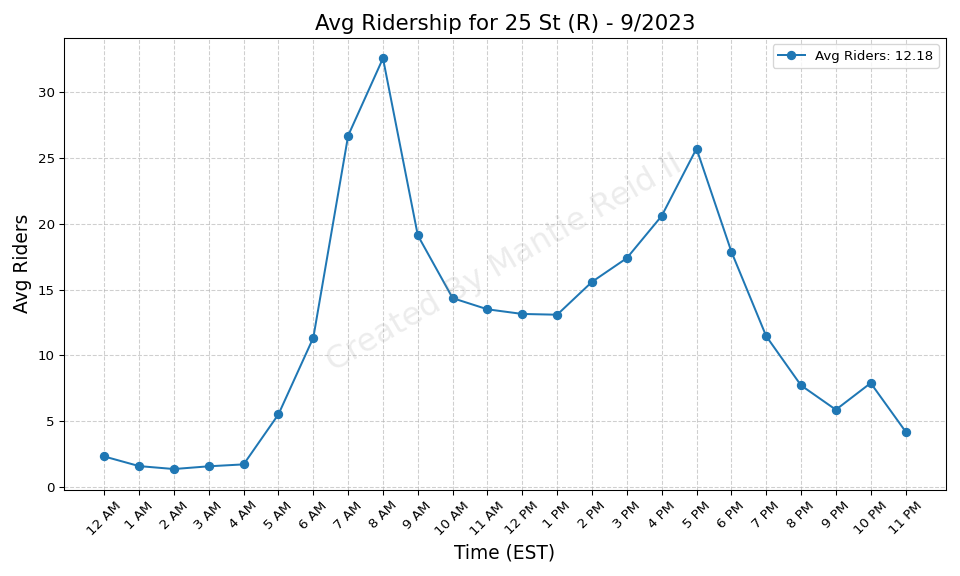 Avg Ridership for 25 St (R) - 9/2023
Avg Riders: 12.18
Avg Riders
30
25
20
15
10
5
0
Created By Mantle Reid II
12 AM
1 AM
2 AM
3 AM
4 AM
5 AM
6 AM
7 AM
8 AM
9 AM
10 AM
11 AM
12 PM
1 PM
2 PM
3 PM
4 PM
5 PM
6 PM
7 PM
8 PM
9 PM
10 PM
11 PM
Time (EST)